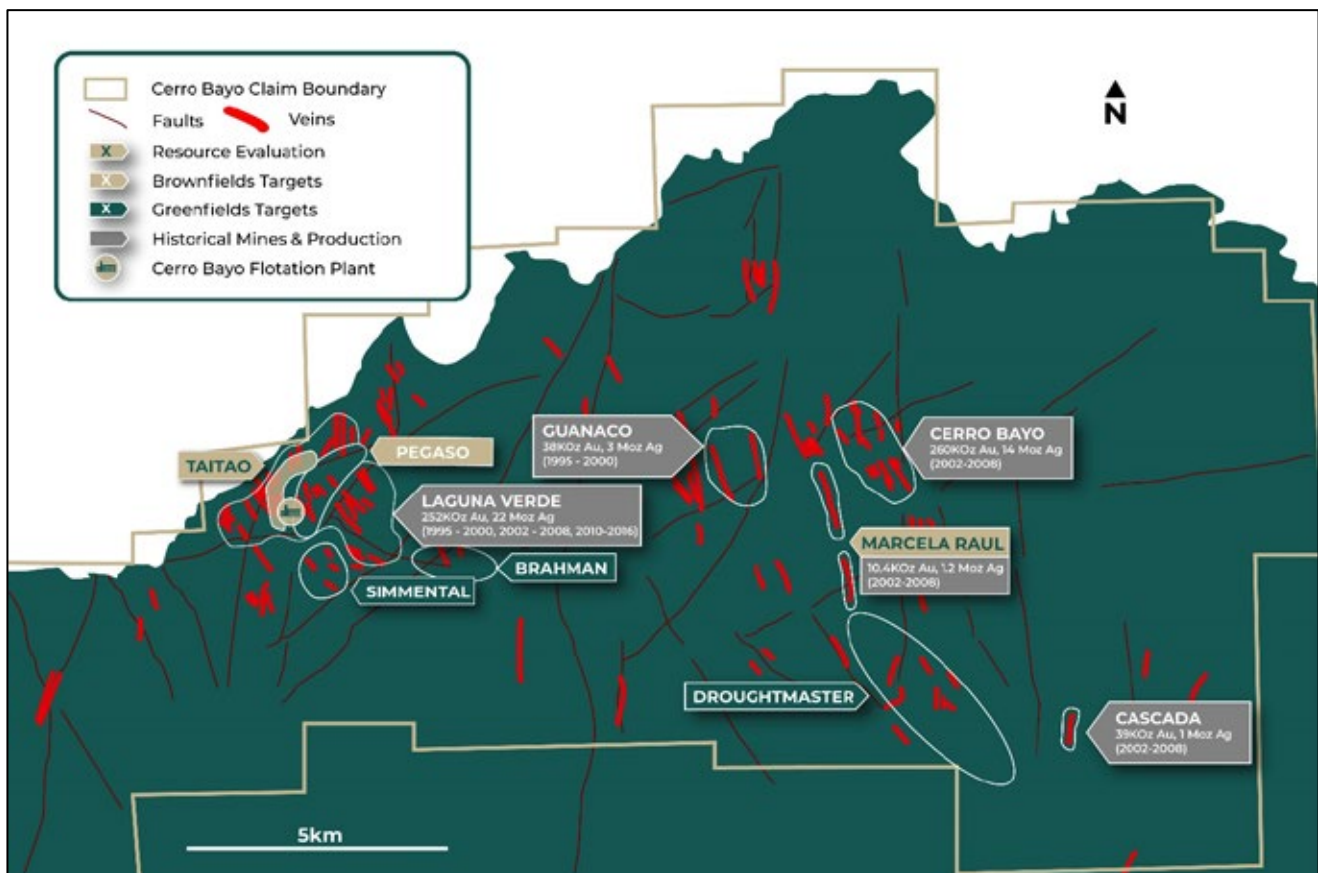 Cerro Bayo Claim Boundary
Faults
Veins
X Resource Evaluation
X Brownfields Targets
X Greenfields Targets
Historical Mines & Production
Cerro Bayo Flotation Plant
N
TAITAO
PEGASO
LAGUNA VERDE
252KOz Au, 22 Moz Ag
(1995 - 2000, 2002 - 2008, 2010-2016)
SIMMENTAL
BRAHMAN
GUANACO
38KOz Au, 3 Moz Ag
(1995 - 2000)
CERRO BAYO
260KOz Au, 14 Moz Ag
(2002-2008)
MARCELA RAUL
10.4KOz Au, 1.2 Moz Ag
(2002-2008)
DROUGHTMASTER
CASCADA
39KOz Au, 1 Moz Ag
(2002-2008)
5km